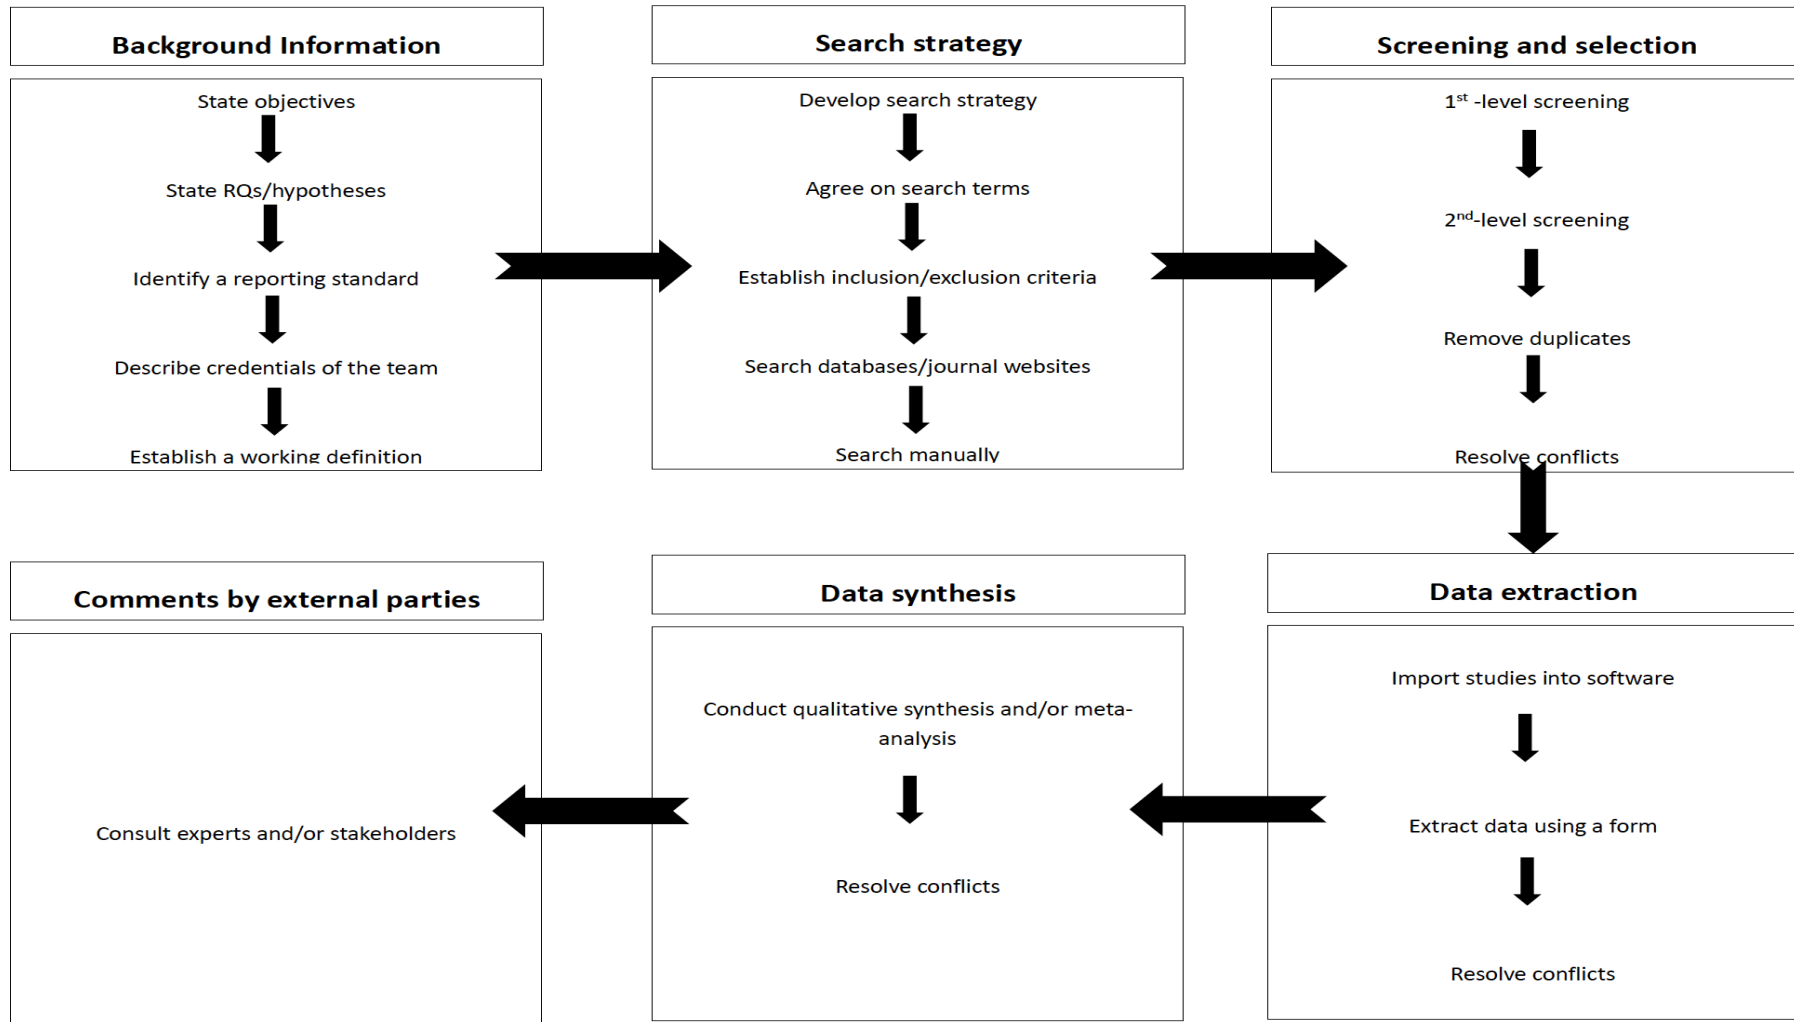 Background Information
State objectives
State RQs/hypotheses
Identify a reporting standard
Describe credentials of the team
Establish a working definition
Search strategy
Develop search strategy
Agree on search terms
Establish inclusion/exclusion criteria
Search databases/journal websites
Search manually
Screening and selection
1st -level screening
2nd-level screening
Remove duplicates
Resolve conflicts
Data extraction
Import studies into software
Extract data using a form
Resolve conflicts
Data synthesis
Conduct qualitative synthesis and/or meta-
analysis
Resolve conflicts
Comments by external parties
Consult experts and/or stakeholders